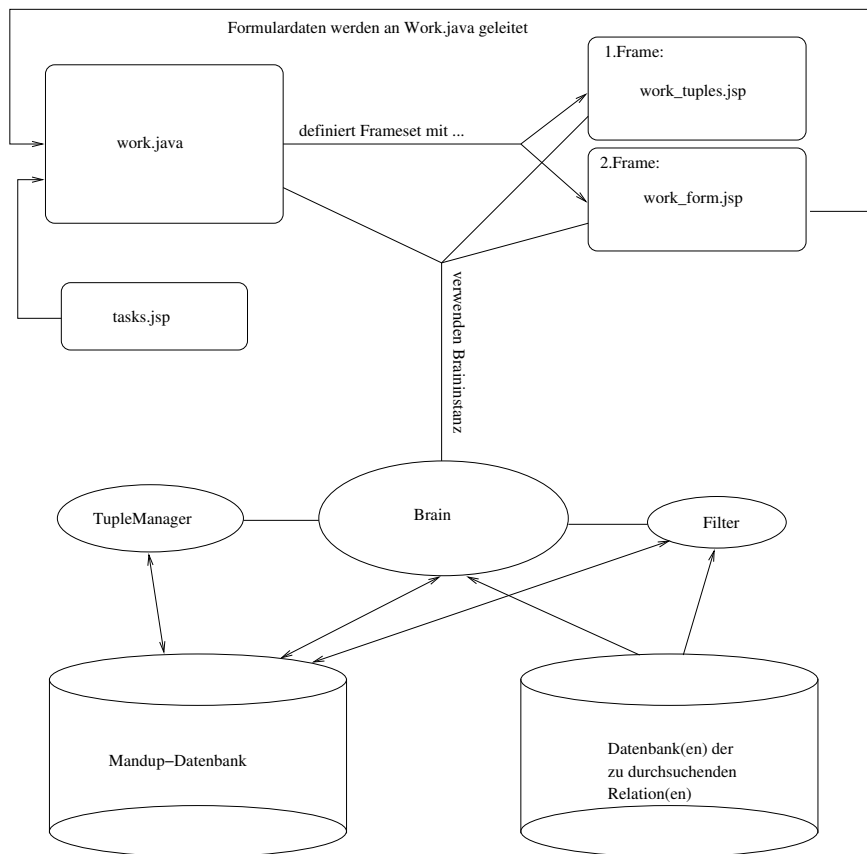 Formulardaten werden an Work.java geleitet
1.Frame:
work_tuples.jsp
work.java
definiert Frameset mit ...
2.Frame:
work_form.jsp
tasks.jsp
verwenden Braininstanz
TupleManager
Brain
Filter
Mandup−Datenbank
Datenbank(en) der
zu durchsuchenden
Relation(en)